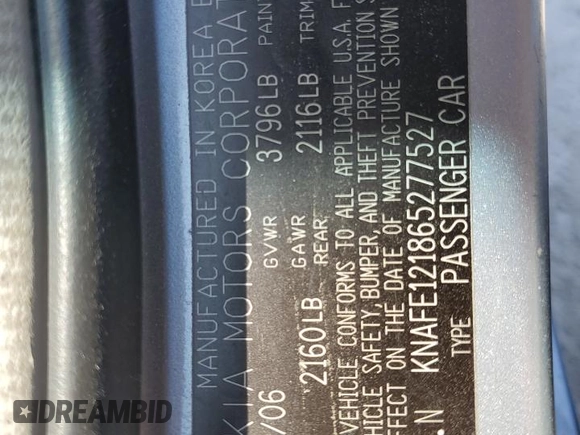 MANUFACTURED IN KOREA
KIA MOTORS CORPORAT
/06 GVWR 3796LB PAIN
2160LB GAWR REAR 2116LB TRIM
VEHICLE CONFORMS TO ALL APPLICABLE U.S.A. F
HICLE SAFETY, BUMPER, AND THEFT PREVENTION S
EFFECT ON THE DATE OF MANUFACTURE SHOWN
.N KNAFE121865277527
TYPE PASSENGER CAR
DREAMBID